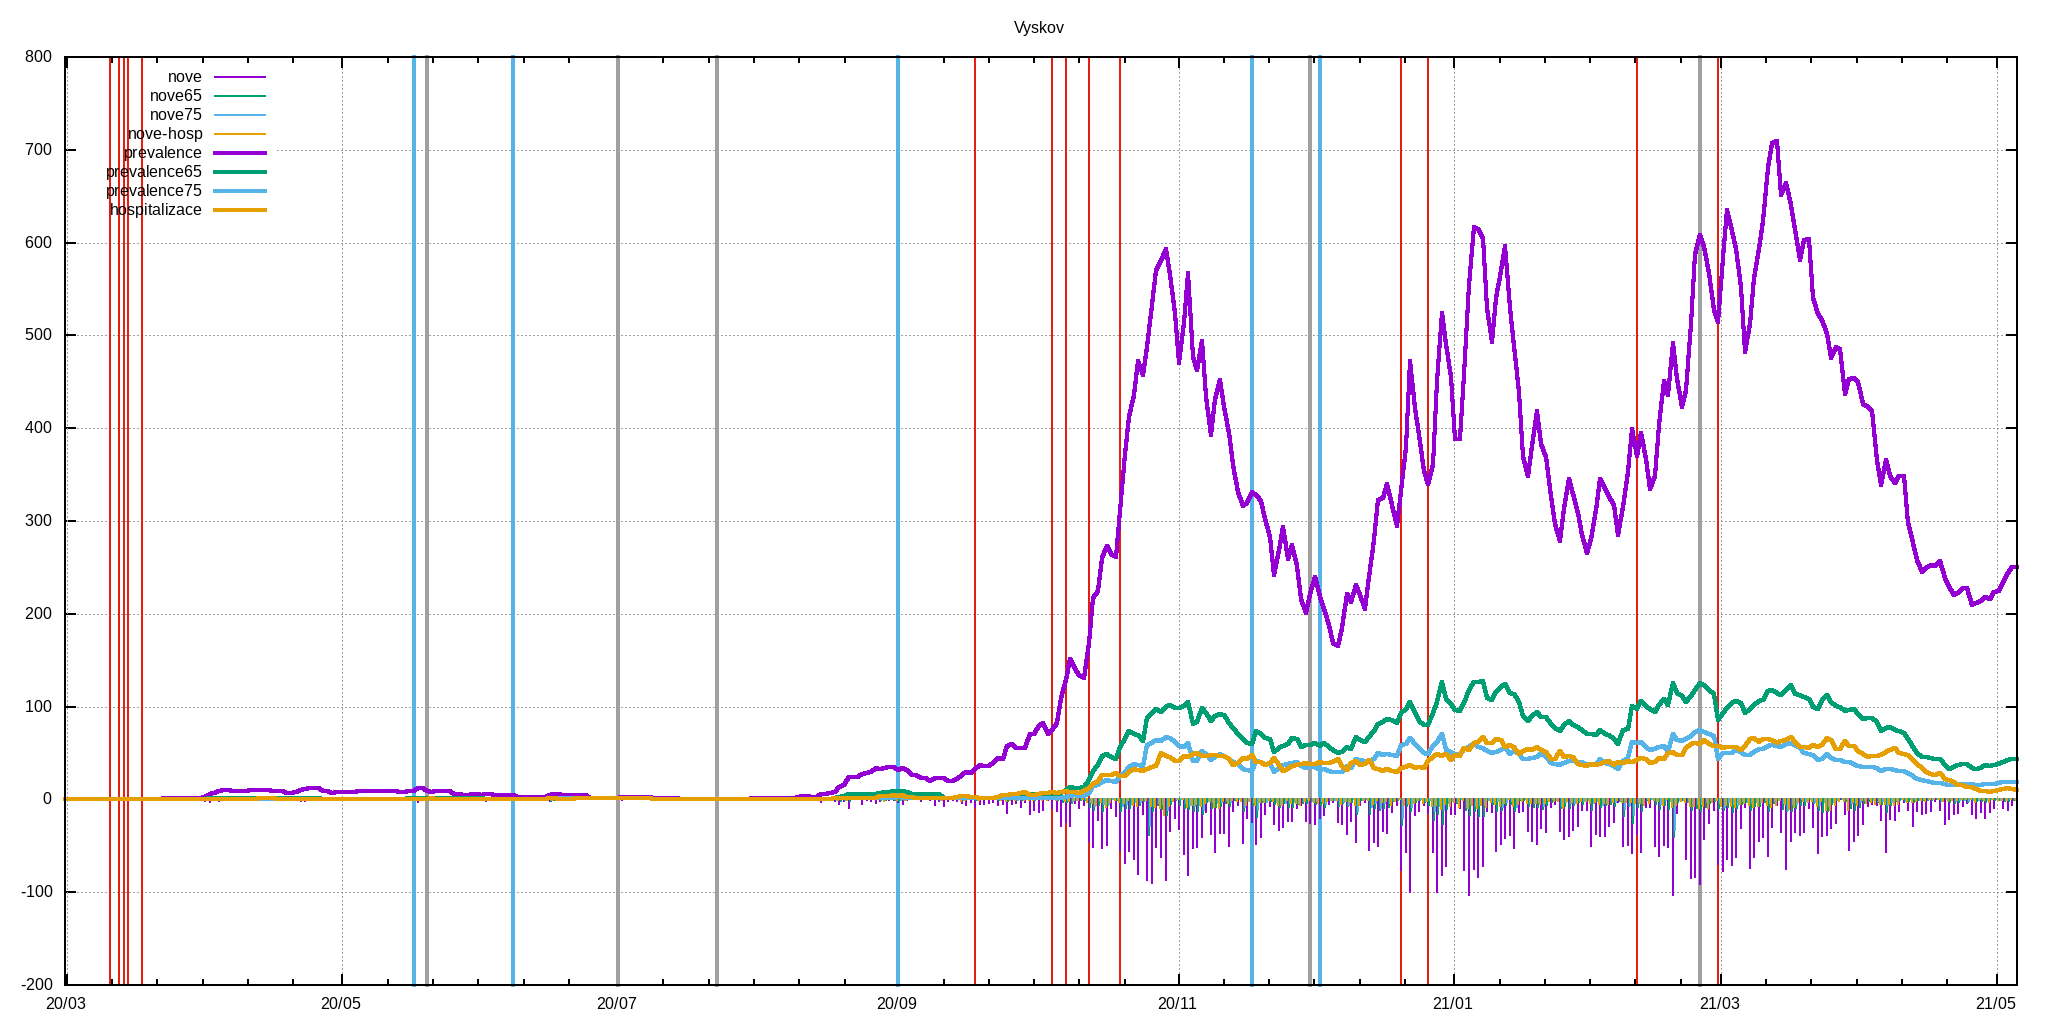 Vyskov
800
700
600
500
400
300
200
100
0
-100
-200
nove
nove65
nove75
nove-hosp
prevalence
prevalence65
prevalence75
hospitalizace
20/03
20/05
20/07
20/09
20/11
21/01
21/03
21/05